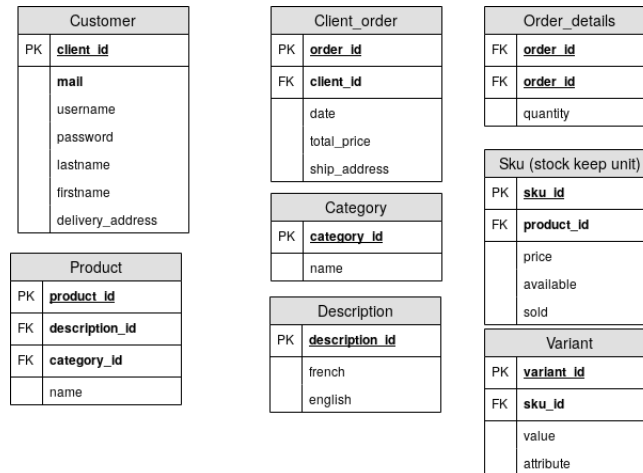 Customer
PK client_id
mail
username
password
lastname
firstname
delivery_address
Client_order
PK order_id
FK client_id
date
total_price
ship_address
Order_details
FK order_id
FK order_id
quantity
Sku (stock keep unit)
PK sku_id
FK product_id
price
available
sold
Category
PK category_id
name
Product
PK product_id
FK description_id
FK category_id
name
Description
PK description_id
french
english
Variant
PK variant_id
FK sku_id
value
attribute